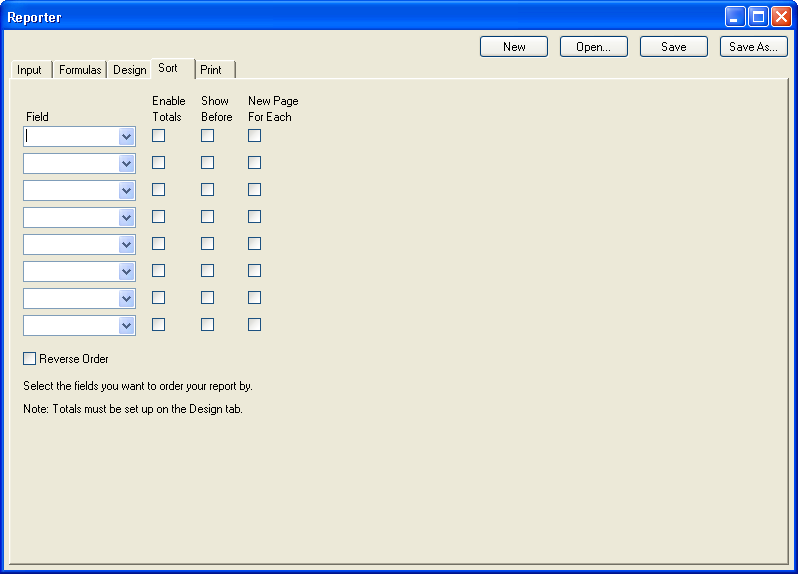 Reporter
New Open... Save Save As...
Input Formulas Design Sort Print
Enable Show New Page
Field Totals Before For Each
Reverse Order
Select the fields you want to order your report by.
Note: Totals must be set up on the Design tab.